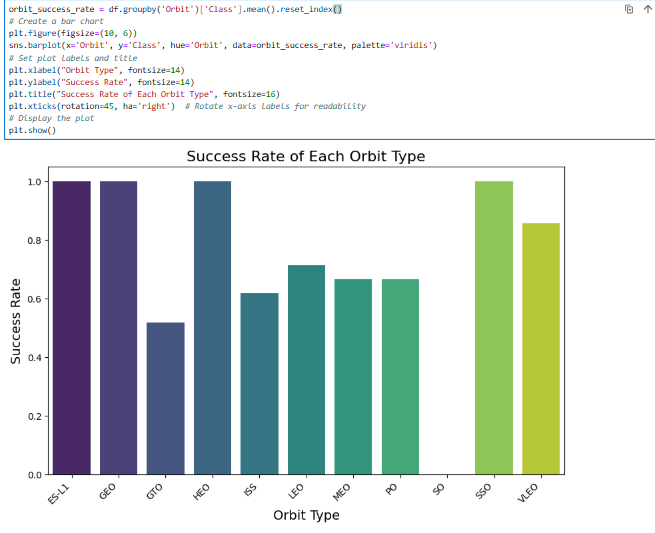 orbit_success_rate = df.groupby('Orbit')['Class'].mean().reset_index()
# Create a bar chart
plt.figure(figsize=(10, 6))
sns.barplot(x='Orbit', y='Class', hue='Orbit', data=orbit_success_rate, palette='viridis')
# Set plot labels and title
plt.xlabel("Orbit Type", fontsize=14)
plt.ylabel("Success Rate", fontsize=14)
plt.title("Success Rate of Each Orbit Type", fontsize=16)
plt.xticks(rotation=45, ha='right')  # Rotate x-axis labels for readability
# Display the plot
plt.show()
Success Rate of Each Orbit Type
1.0
0.8
0.6
0.4
0.2
0.0
Success Rate
ES-L1 GEO GTO HEO ISS LEO MEO PO SO SSO VLEO
Orbit Type